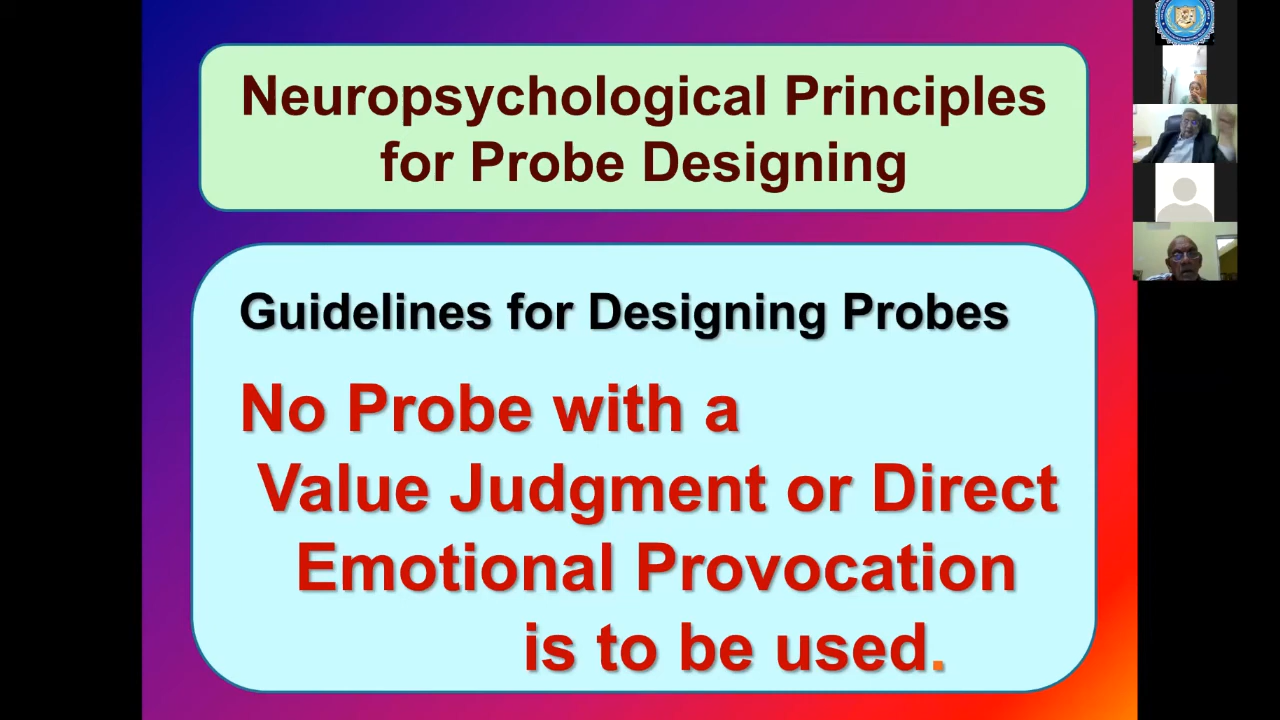 Neuropsychological Principles
for Probe Designing
Guidelines for Designing Probes
No Probe with a
Value Judgment or Direct
Emotional Provocation
is to be used.